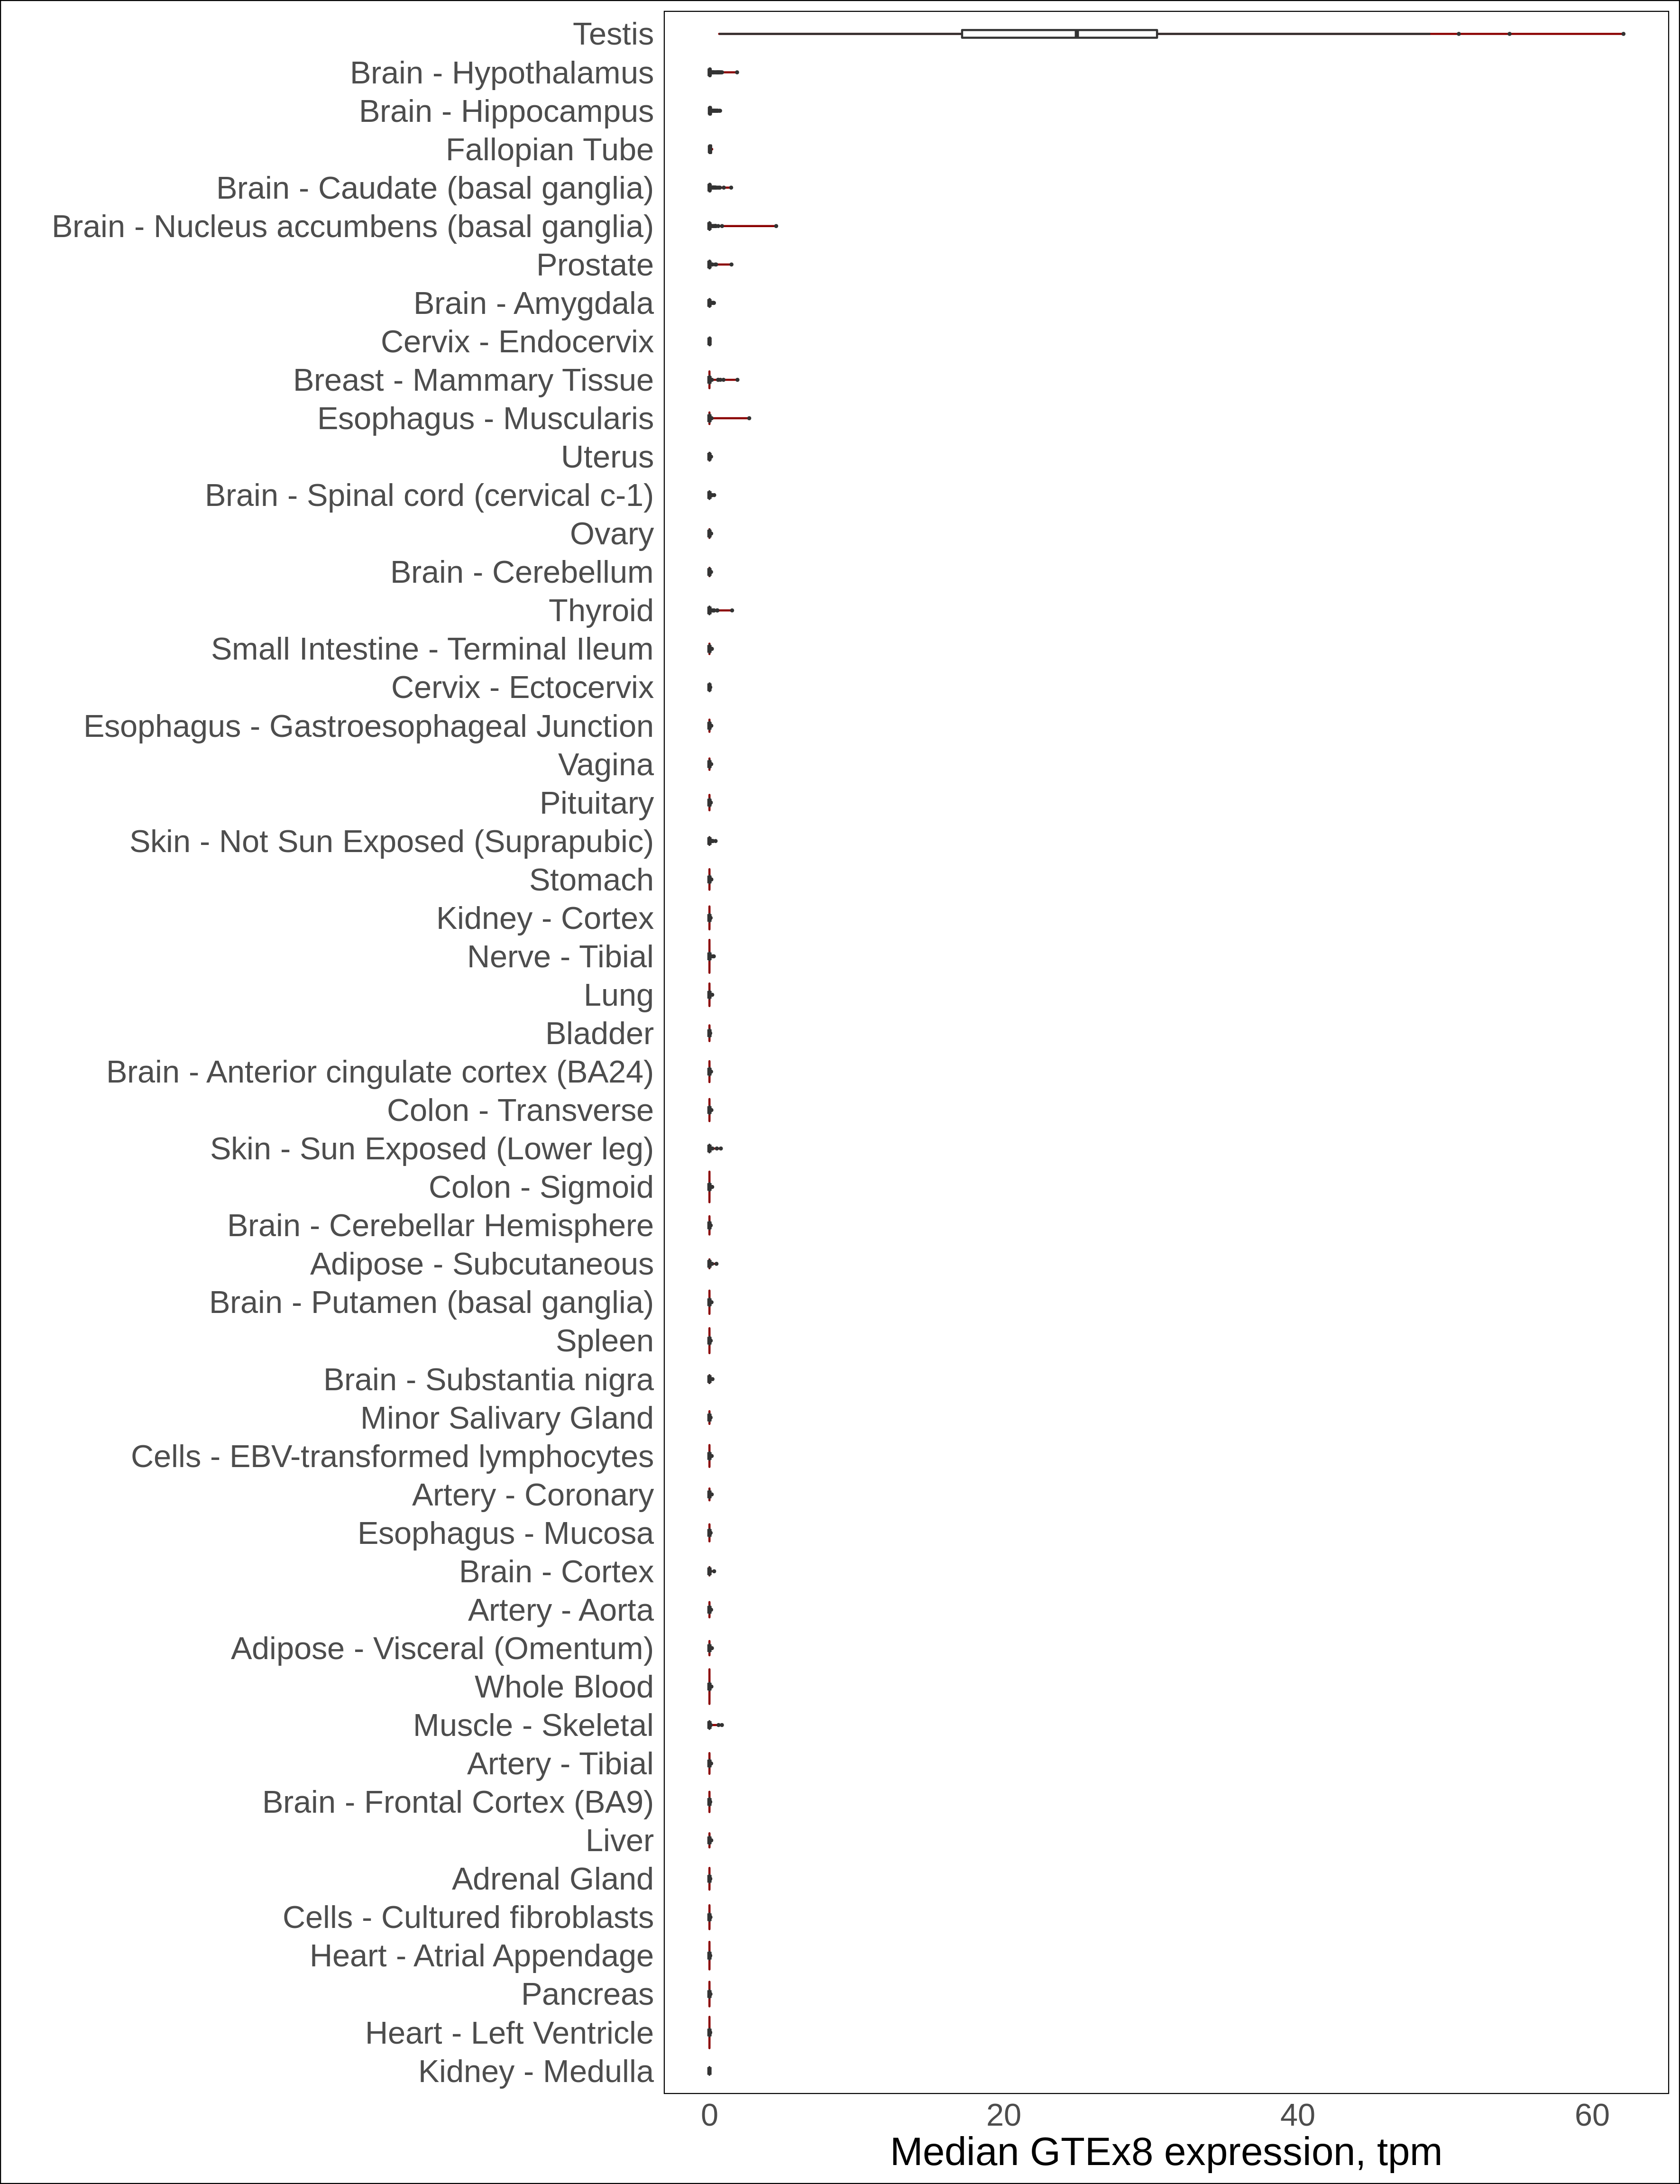 Testis
Brain - Hypothalamus
Brain - Hippocampus
Fallopian Tube
Brain - Caudate (basal ganglia)
Brain - Nucleus accumbens (basal ganglia)
Prostate
Brain - Amygdala
Cervix - Endocervix
Breast - Mammary Tissue
Esophagus - Muscularis
Uterus
Brain - Spinal cord (cervical c-1)
Ovary
Brain - Cerebellum
Thyroid
Small Intestine - Terminal Ileum
Cervix - Ectocervix
Esophagus - Gastroesophageal Junction
Vagina
Pituitary
Skin - Not Sun Exposed (Suprapubic)
Stomach
Kidney - Cortex
Nerve - Tibial
Lung
Bladder
Brain - Anterior cingulate cortex (BA24)
Colon - Transverse
Skin - Sun Exposed (Lower leg)
Colon - Sigmoid
Brain - Cerebellar Hemisphere
Adipose - Subcutaneous
Brain - Putamen (basal ganglia)
Spleen
Brain - Substantia nigra
Minor Salivary Gland
Cells - EBV-transformed lymphocytes
Artery - Coronary
Esophagus - Mucosa
Brain - Cortex
Artery - Aorta
Adipose - Visceral (Omentum)
Whole Blood
Muscle - Skeletal
Artery - Tibial
Brain - Frontal Cortex (BA9)
Liver
Adrenal Gland
Cells - Cultured fibroblasts
Heart - Atrial Appendage
Pancreas
Heart - Left Ventricle
Kidney - Medulla
0 20 40 60
Median GTEx8 expression, tpm